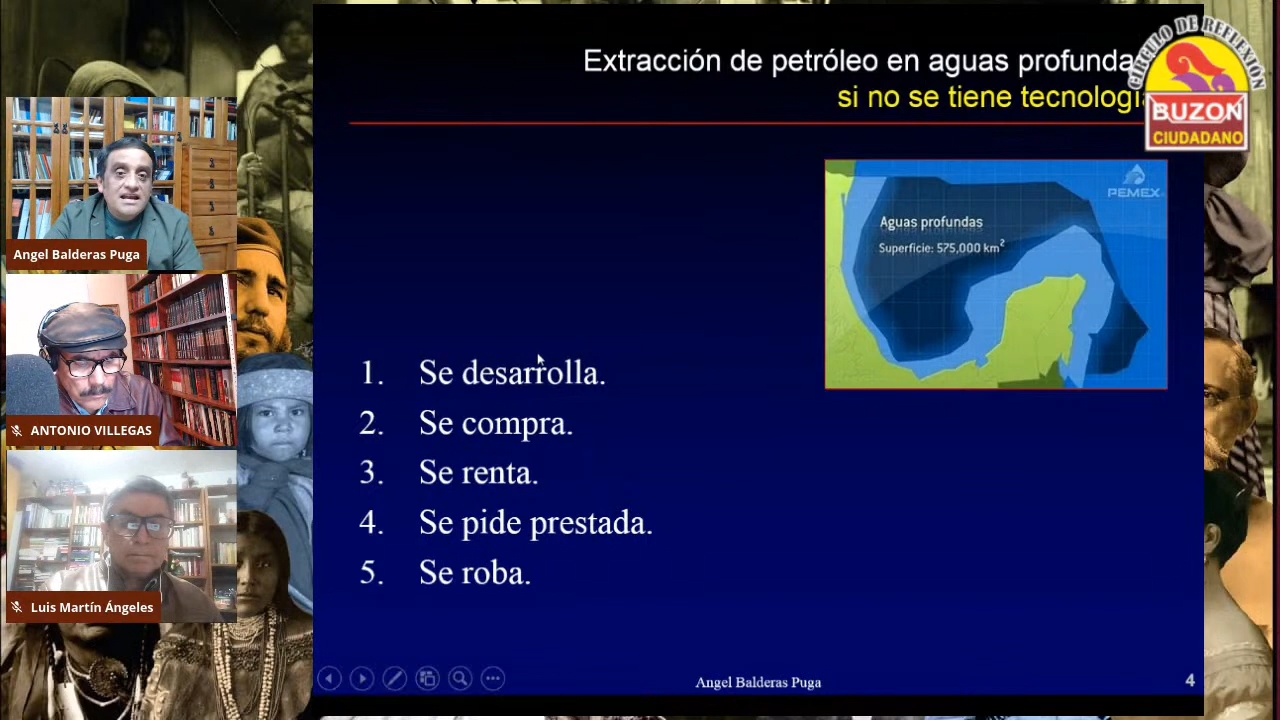 Extracción de petróleo en aguas profunda
si no se tiene tecnologí
CÍRCULO DE REFLEXIÓN
BUZON
CIUDADANO
PEMEX
Aguas profundas
Superficie: 575,000 km²
Angel Balderas Puga
ANTONIO VILLEGAS
Luis Martín Ángeles
1. Se desarrolla.
2. Se compra.
3. Se renta.
4. Se pide prestada.
5. Se roba.
Angel Balderas Puga
4